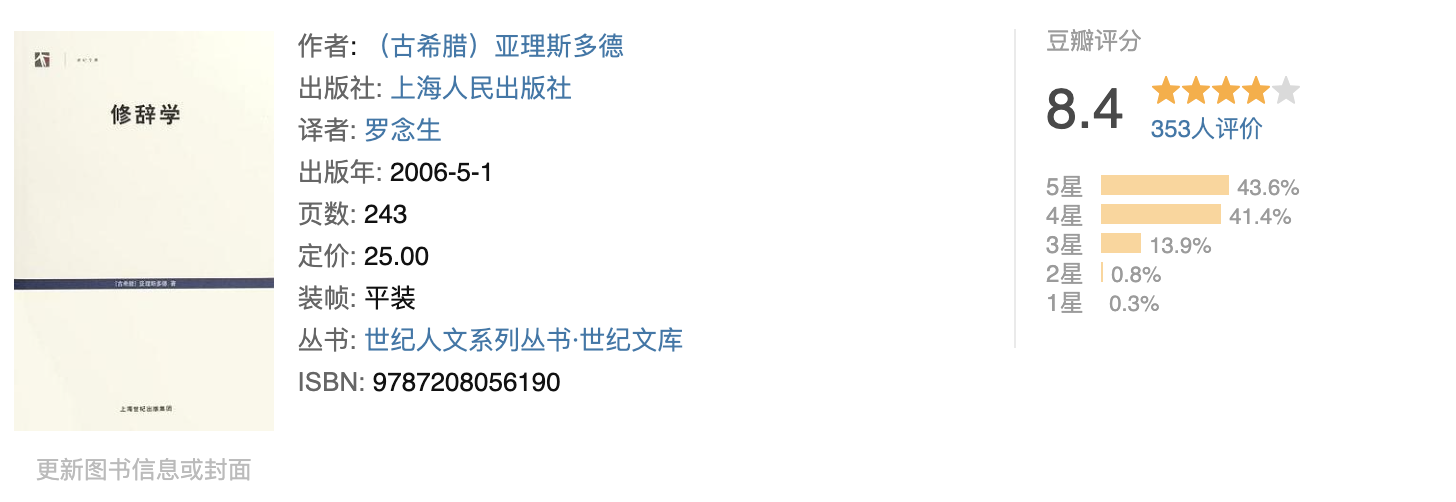 修辞学
[古希腊] 亚理斯多德 著
上海世纪出版集团
更新图书信息或封面
作者: （古希腊）亚理斯多德
出版社: 上海人民出版社
译者: 罗念生
出版年: 2006-5-1
页数: 243
定价: 25.00
装帧: 平装
丛书: 世纪人文系列丛书·世纪文库
ISBN: 9787208056190
豆瓣评分
8.4
353人评价
5星 43.6%
4星 41.4%
3星 13.9%
2星 0.8%
1星 0.3%